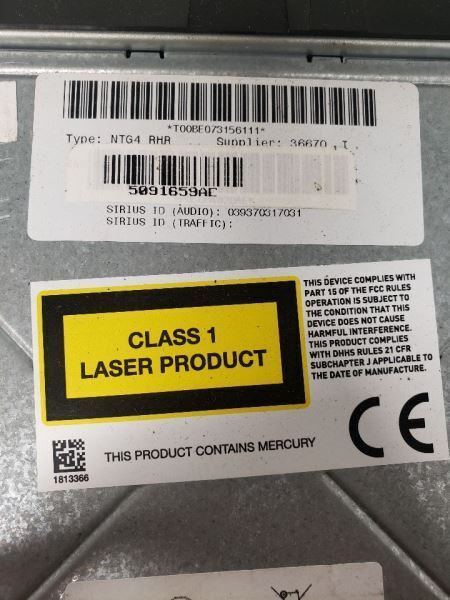 *T00BE073156111*
Type: NTG4 RHR Supplier: 36670
5091659AE
SIRIUS ID (AUDIO): 039370317031
SIRIUS ID (TRAFFIC):
CLASS 1
LASER PRODUCT
THIS DEVICE COMPLIES WITH
PART 15 OF THE FCC RULES
OPERATION IS SUBJECT TO
THE CONDITION THAT THIS
DEVICE DOES NOT CAUSE
HARMFUL INTERFERENCE.
THIS PRODUCT COMPLIES
WITH DHHS RULES 21 CFR
SUBCHAPTER J APPLICABLE TO
THE DATE OF MANUFACTURE.
CE
1813366
THIS PRODUCT CONTAINS MERCURY